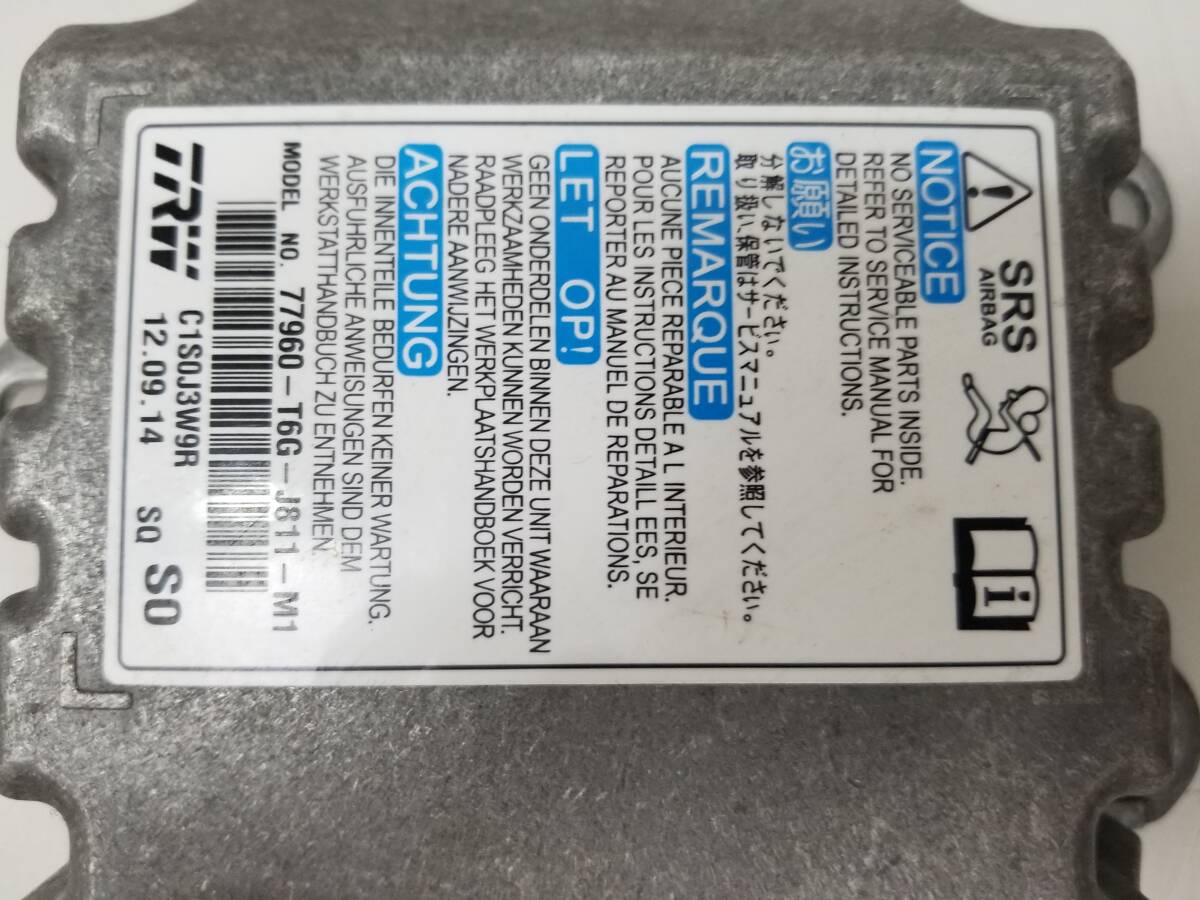 SRS
AIRBAG
NOTICE
NO SERVICEABLE PARTS INSIDE.
REFER TO SERVICE MANUAL FOR
DETAILED INSTRUCTIONS.
お願い
分解しないでください。
取り扱い保管はサービスマニュアルを参照してください。
REMARQUE
AUCUNE PIECE REPARABLE A L INTERIEUR.
POUR LES INSTRUCTIONS DETAILL EES, SE
REPORTER AU MANUEL DE REPARATIONS.
LET OP!
GEEN ONDERDELEN BINNEN DEZE UNIT WAARAAN
WERKZAAMHEDEN KUNNEN WORDEN VERRICHT.
RAADPLEEG HET WERKPLAATSHANDBOEK VOOR
NADERE AANWIJZINGEN.
ACHTUNG
DIE INNENTEILE BEDURFEN KEINER WARTUNG.
AUSFUHRLICHE ANWEISUNGEN SIND DEM
WERKSTATTHANDBUCH ZU ENTNEHMEN.
MODEL NO. 77960-T6G-J811-M1
TRW C1S0J3W9R
12.09.14 SQ S0